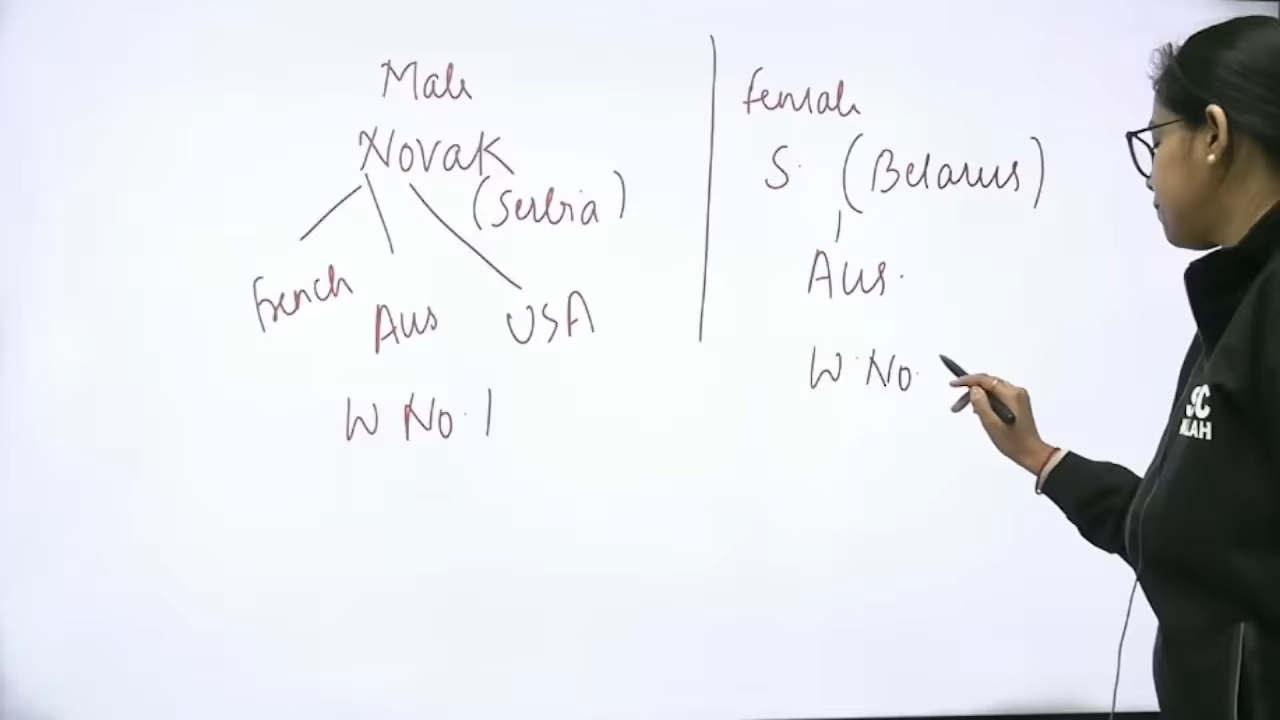 Male
Novak
(Serbia)
French
Aus
USA
W No. 1
Female
S. (Belarus)
Aus.
W. No.